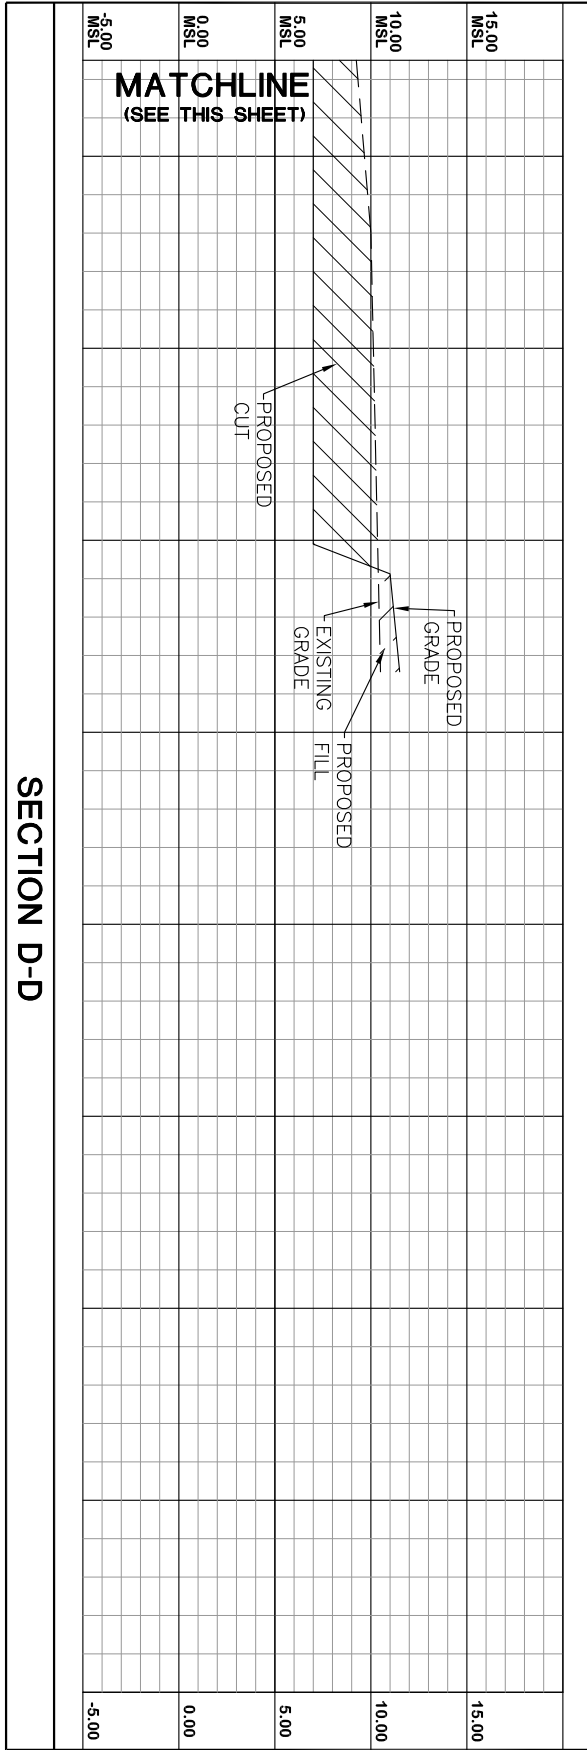 15.00
MSL
10.00
MSL
5.00
MSL
0.00
MSL
-5.00
MSL
MATCHLINE
(SEE THIS SHEET)
PROPOSED
CUT
PROPOSED
GRADE
EXISTING
GRADE
PROPOSED
FILL
15.00
10.00
5.00
0.00
-5.00
SECTION D-D